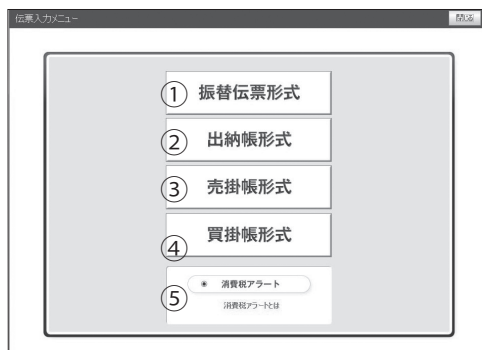 伝票入力メニュー
閉じる
① 振替伝票形式
② 出納帳形式
③ 売掛帳形式
④ 買掛帳形式
⑤ 消費税アラート
消費税アラートとは